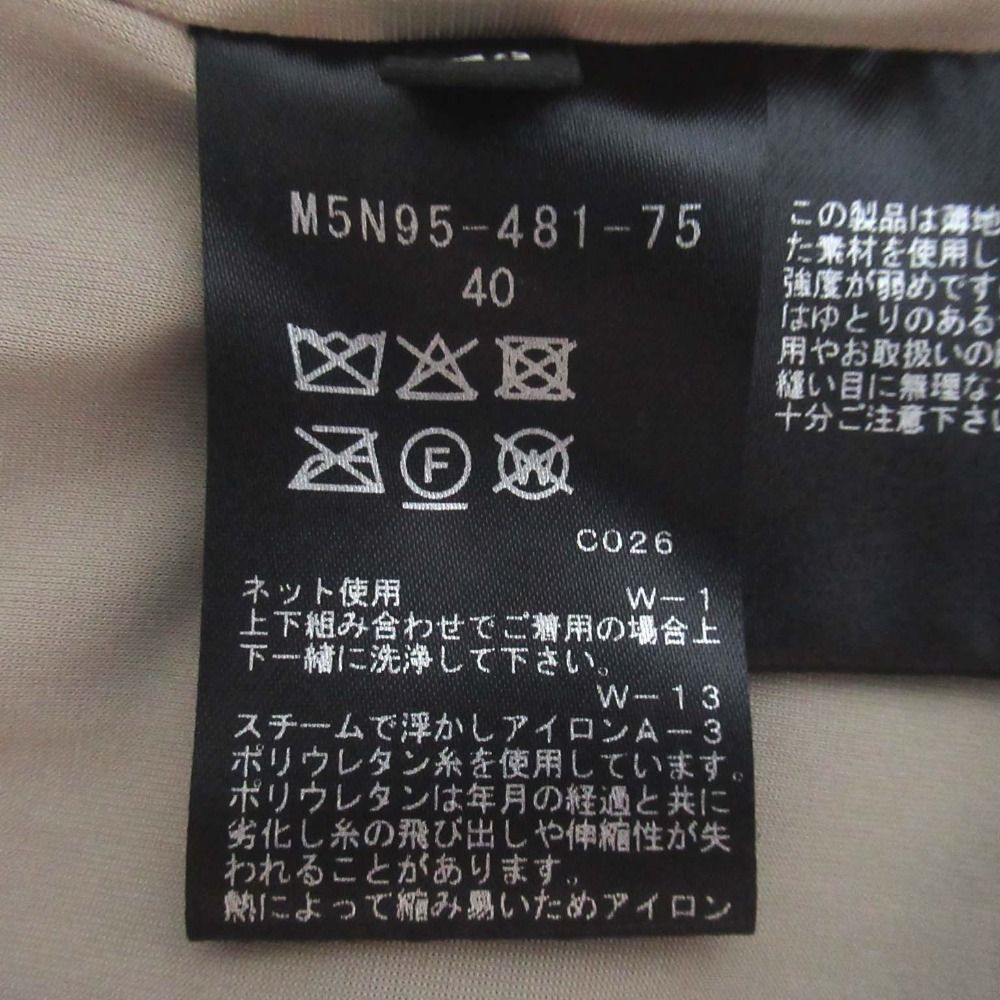 M5N95-481-75
40
F
W
C026
ネット使用 W-1
上下組み合わせでご着用の場合上
下一緒に洗浄して下さい。
W-13
スチームで浮かしアイロンA-3
ポリウレタン糸を使用しています。
ポリウレタンは年月の経過と共に
劣化し糸の飛び出しや伸縮性が失
われることがあります。
熱によって縮み易いためアイロン
この製品は薄地
た素材を使用し
強度が弱めです
はゆとりのある
用やお取扱いの
縫い目に無理な
十分ご注意下さい